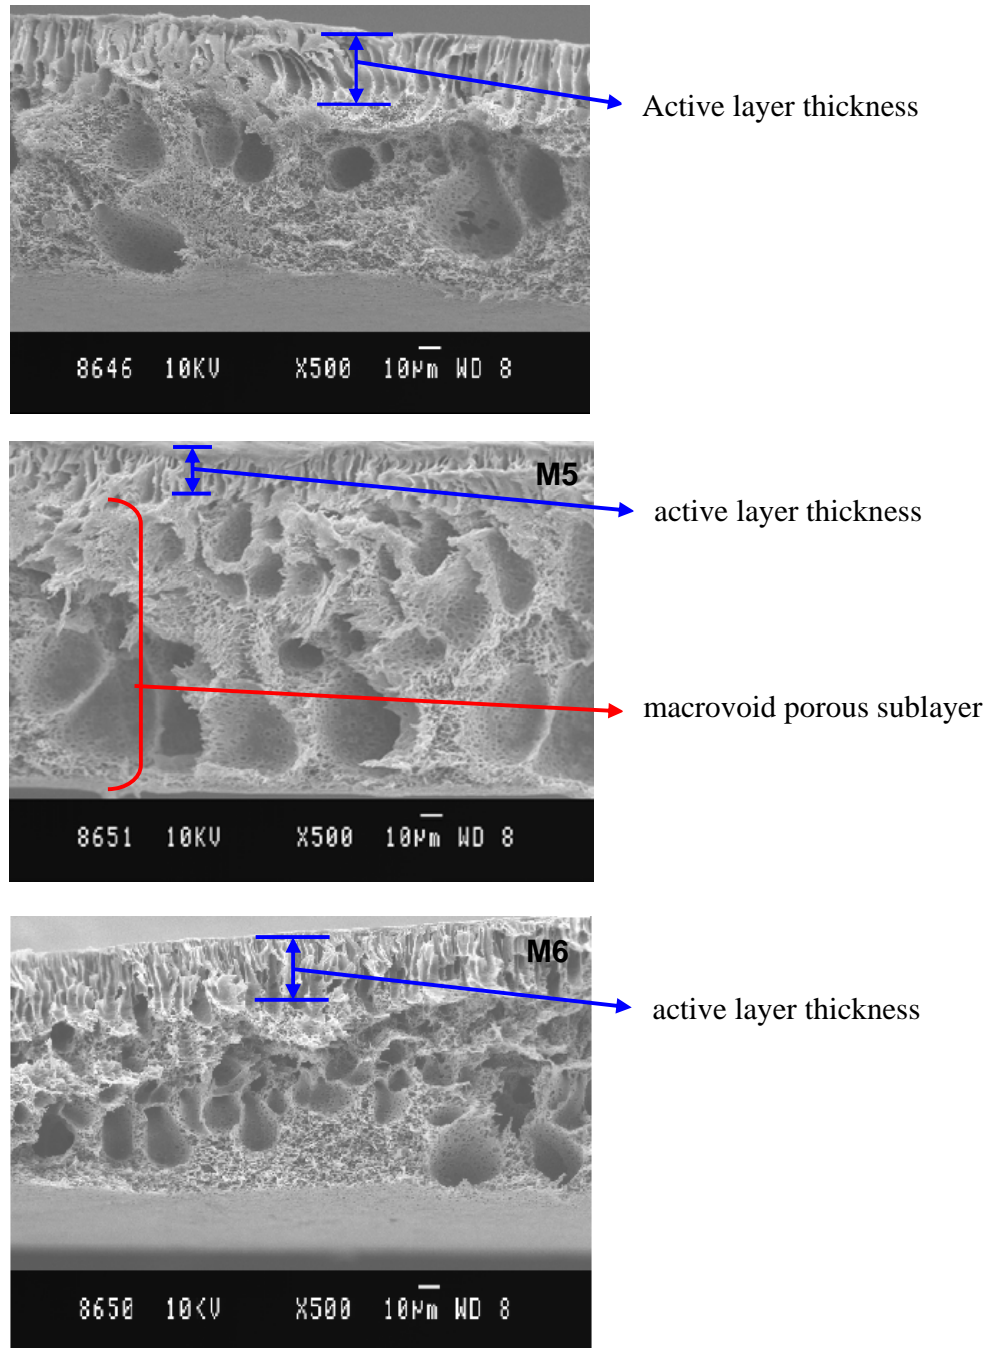 Active layer thickness
8646 10KV X500 10µm WD 8
M5
active layer thickness
macrovoid porous sublayer
8651 10KV X500 10µm WD 8
M6
active layer thickness
8650 10KV X500 10µm WD 8